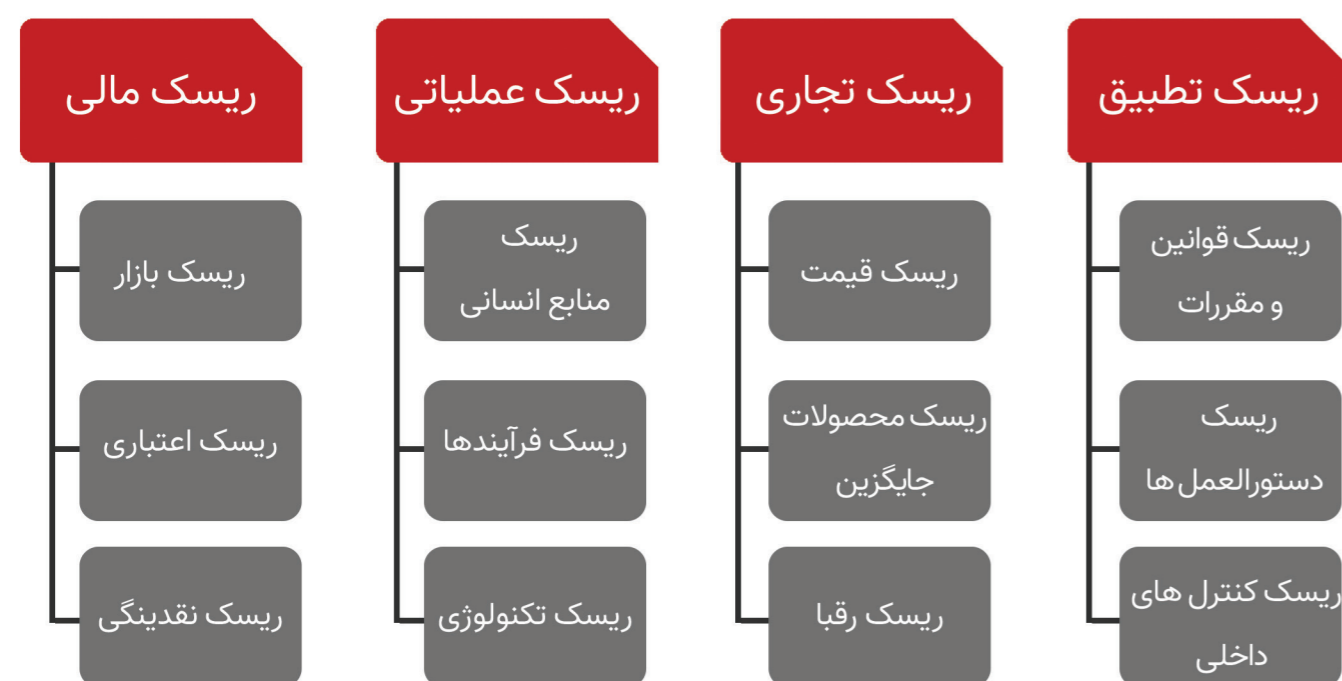 ریسک تطبیق
ریسک قوانین
و مقررات
ریسک
دستورالعمل ها
ریسک کنترل های
داخلی
ریسک تجاری
ریسک قیمت
ریسک محصولات
جایگزین
ریسک رقبا
ریسک عملیاتی
ریسک
منابع انسانی
ریسک فرآیندها
ریسک تکنولوژی
ریسک مالی
ریسک بازار
ریسک اعتباری
ریسک نقدینگی